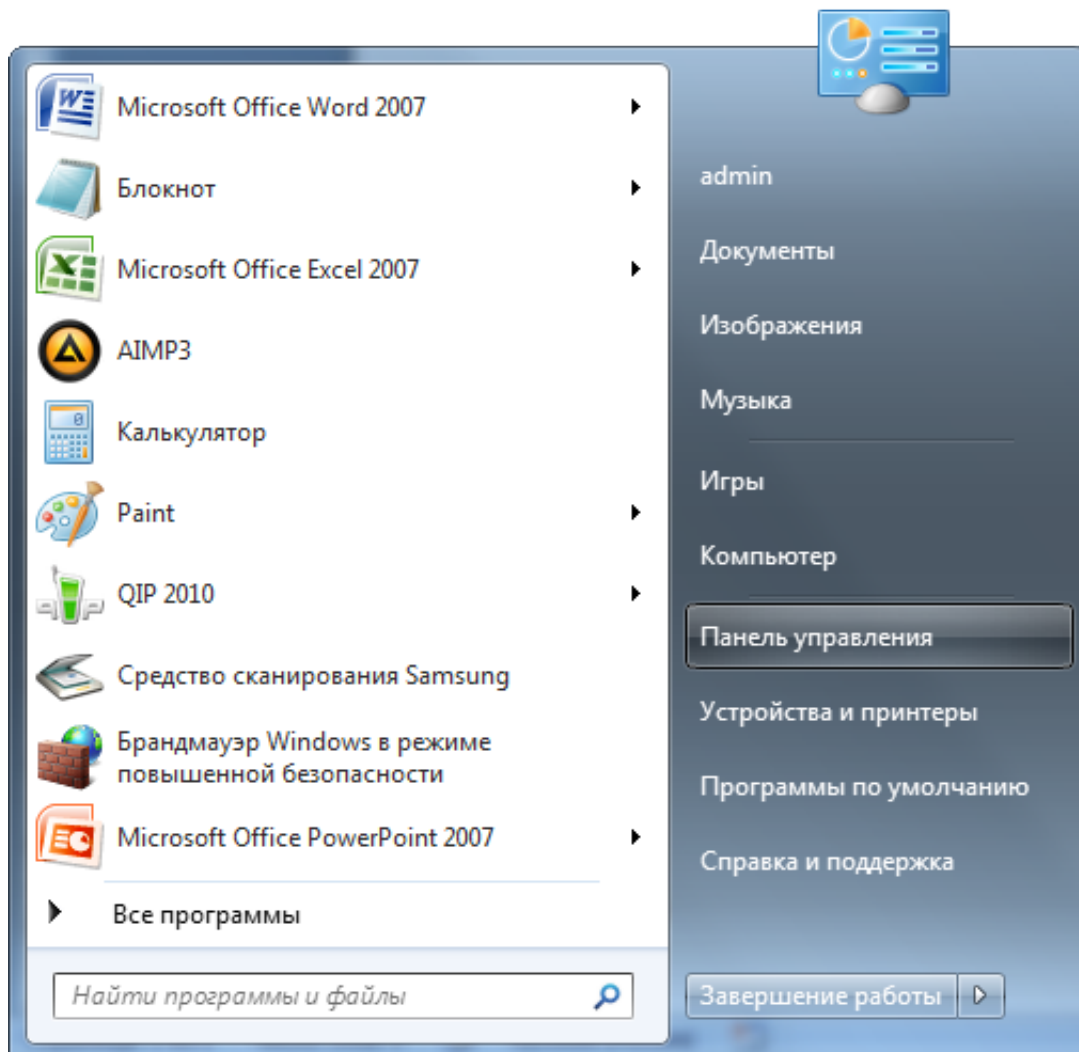 Microsoft Office Word 2007
Блокнот
Microsoft Office Excel 2007
AIMP3
Калькулятор
Paint
QIP 2010
Средство сканирования Samsung
Брандмауэр Windows в режиме
повышенной безопасности
Microsoft Office PowerPoint 2007
Все программы
Найти программы и файлы
admin
Документы
Изображения
Музыка
Игры
Компьютер
Панель управления
Устройства и принтеры
Программы по умолчанию
Справка и поддержка
Завершение работы